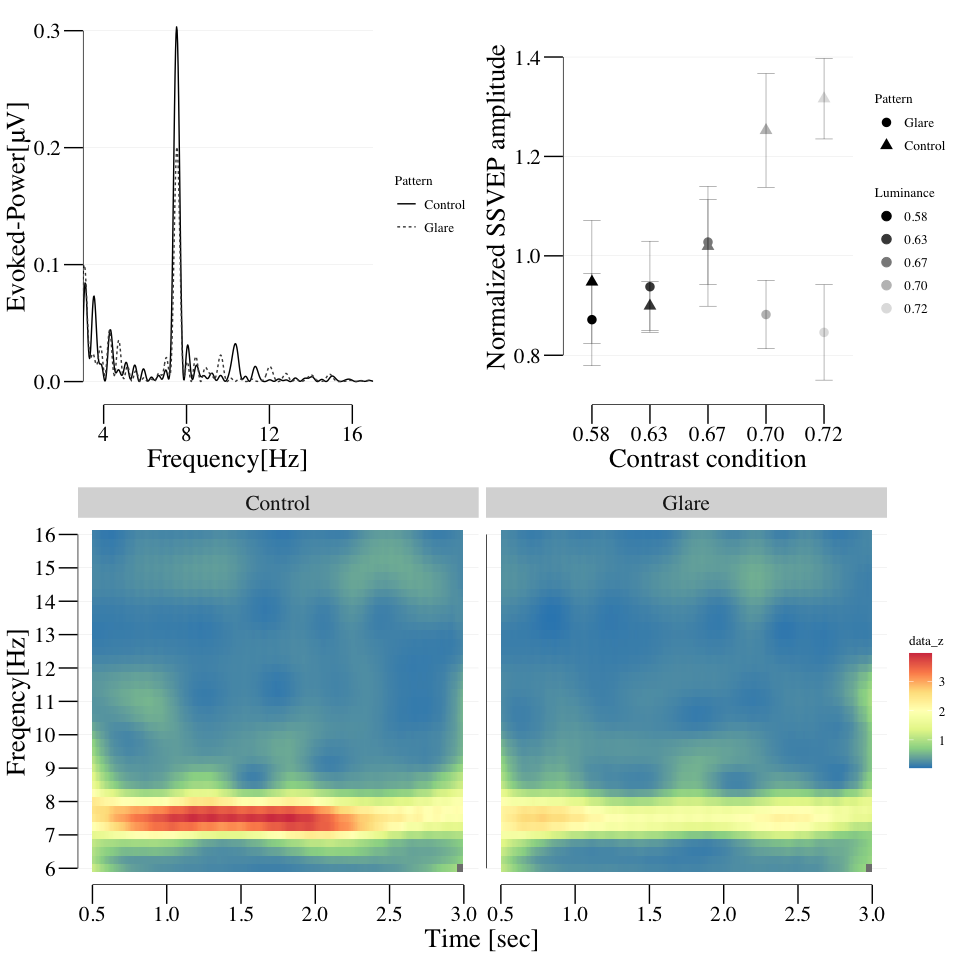 Evoked-Power[μV]
0.3
0.2
0.1
0.0
4 8 12 16
Frequency[Hz]
Pattern
Control
Glare
Normalized SSVEP amplitude
1.4
1.2
1.0
0.8
0.58 0.63 0.67 0.70 0.72
Contrast condition
Pattern
Glare
Control
Luminance
0.58
0.63
0.67
0.70
0.72
Control Glare
Freqency[Hz]
16
15
14
13
12
11
10
9
8
7
6
0.5 1.0 1.5 2.0 2.5 3.0 0.5 1.0 1.5 2.0 2.5 3.0
Time [sec]
data_z
3
2
1